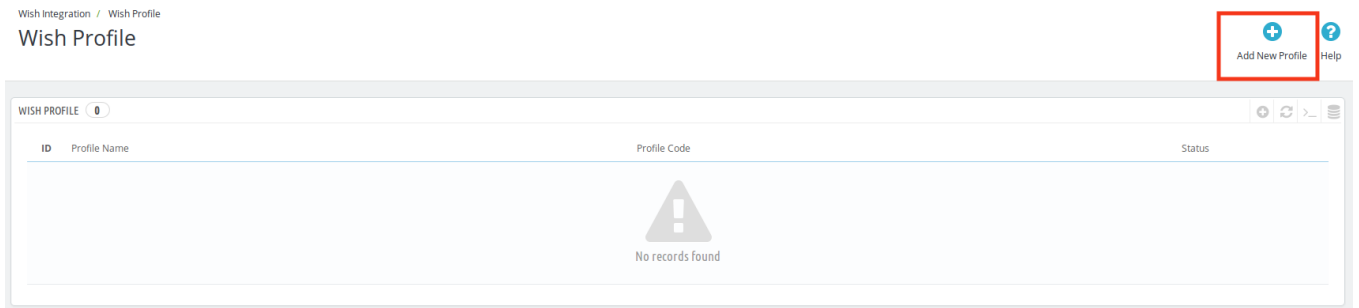 Wish Integration / Wish Profile
Wish Profile
Add New Profile Help
WISH PROFILE 0
ID Profile Name Profile Code Status
No records found